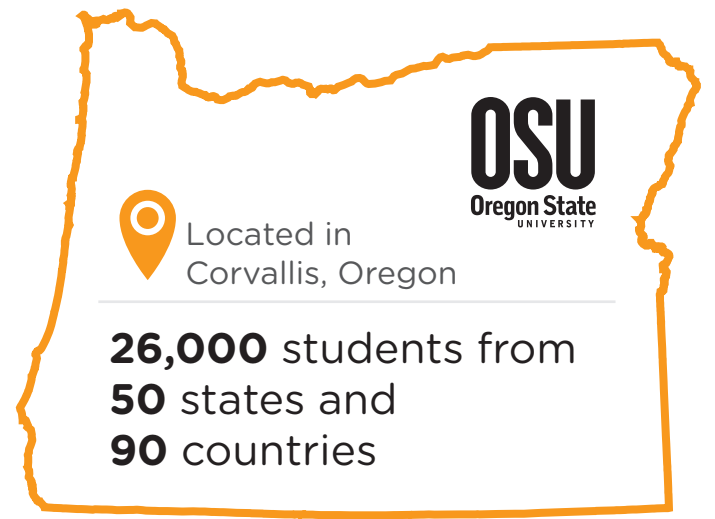 OSU
Oregon State
UNIVERSITY
Located in
Corvallis, Oregon
26,000 students from
50 states and
90 countries